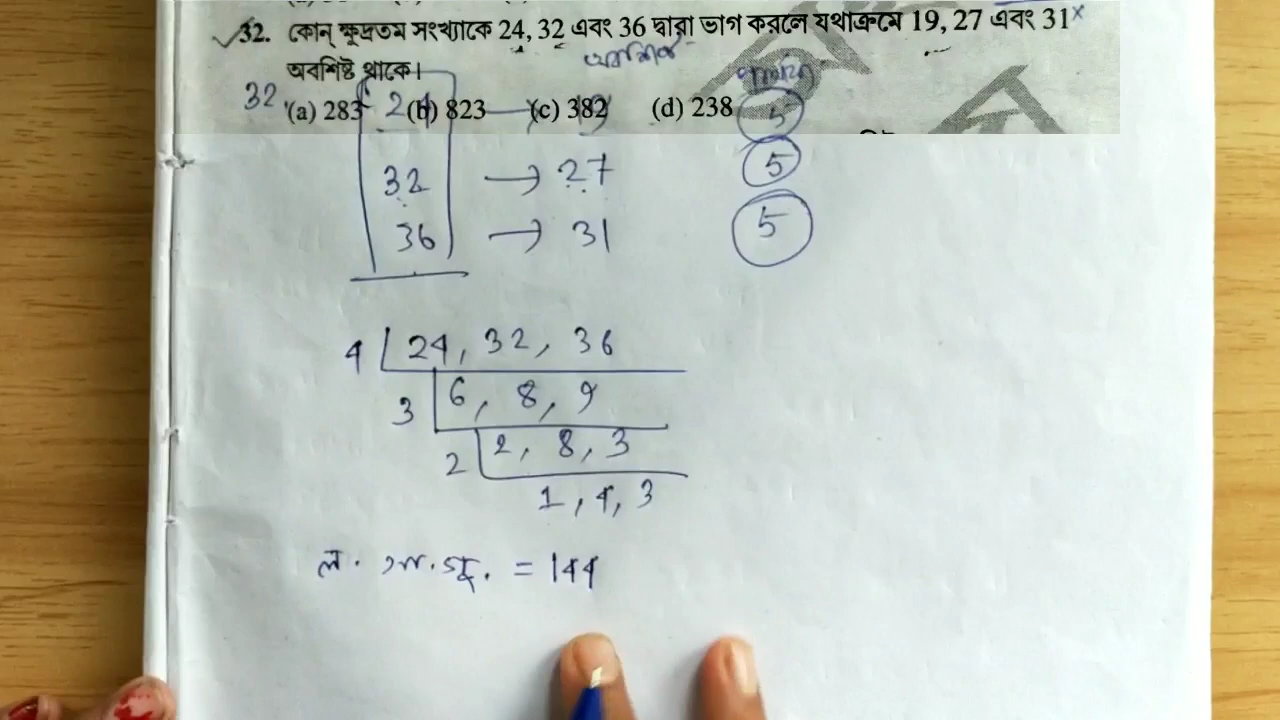 32. কোন্ ক্ষুদ্রতম সংখ্যাকে 24, 32 এবং 36 দ্বারা ভাগ করলে যথাক্রমে 19, 27 এবং 31 x
অবশিষ্ট থাকে।
32 (a) 283 (b) 823 (c) 382 (d) 238 5
32 → 27 5
36 → 31 5
4 24, 32, 36
3 6, 8, 9
2 2, 8, 3
1, 4, 3
ল. সা. গু. = 144